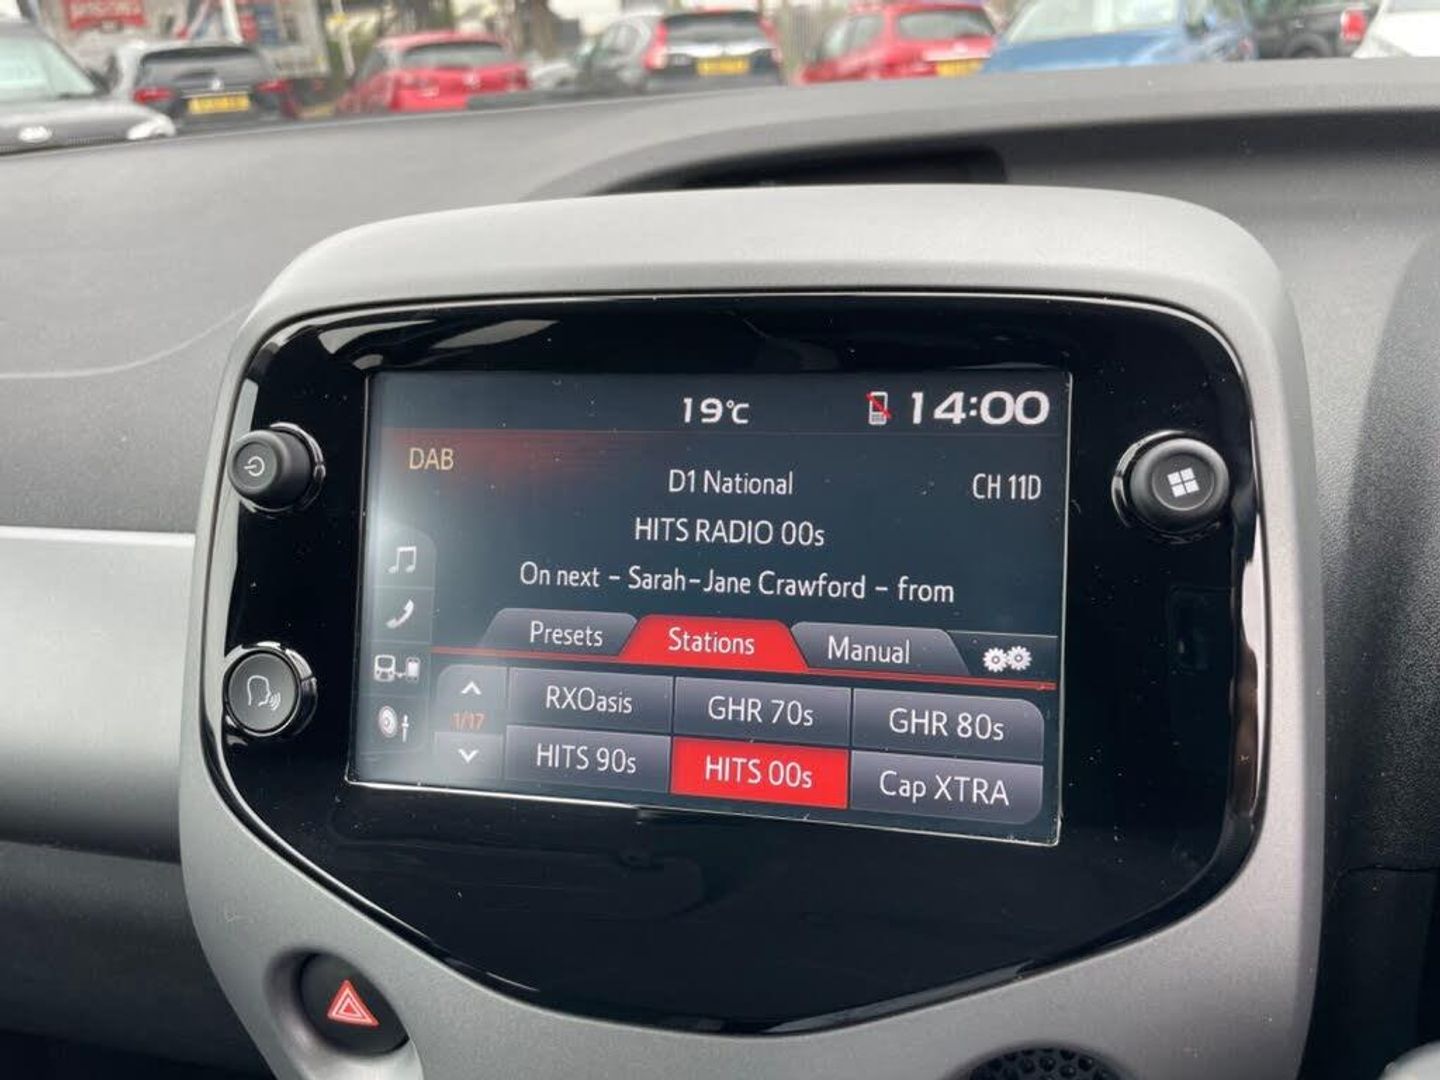 19°C 14:00
DAB
D1 National CH 11D
HITS RADIO 00s
On next - Sarah-Jane Crawford - from
Presets Stations Manual
RXOasis GHR 70s GHR 80s
1/17
HITS 90s HITS 00s Cap XTRA